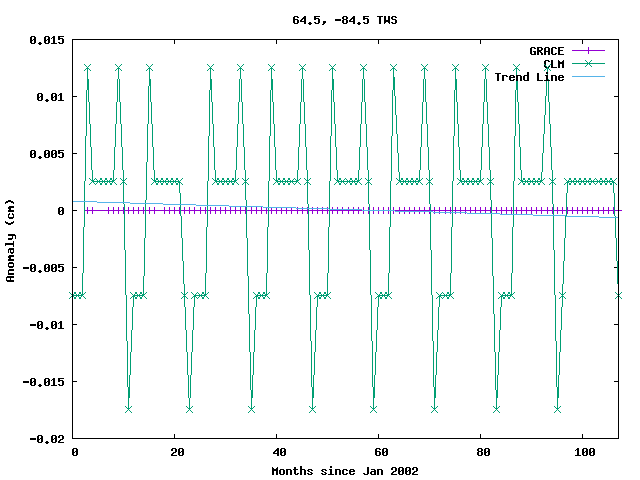 64.5, -84.5 TWS
GRACE
CLM
Trend Line
0.015
0.01
0.005
0
-0.005
-0.01
-0.015
-0.02
Anomaly (cm)
0 20 40 60 80 100
Months since Jan 2002